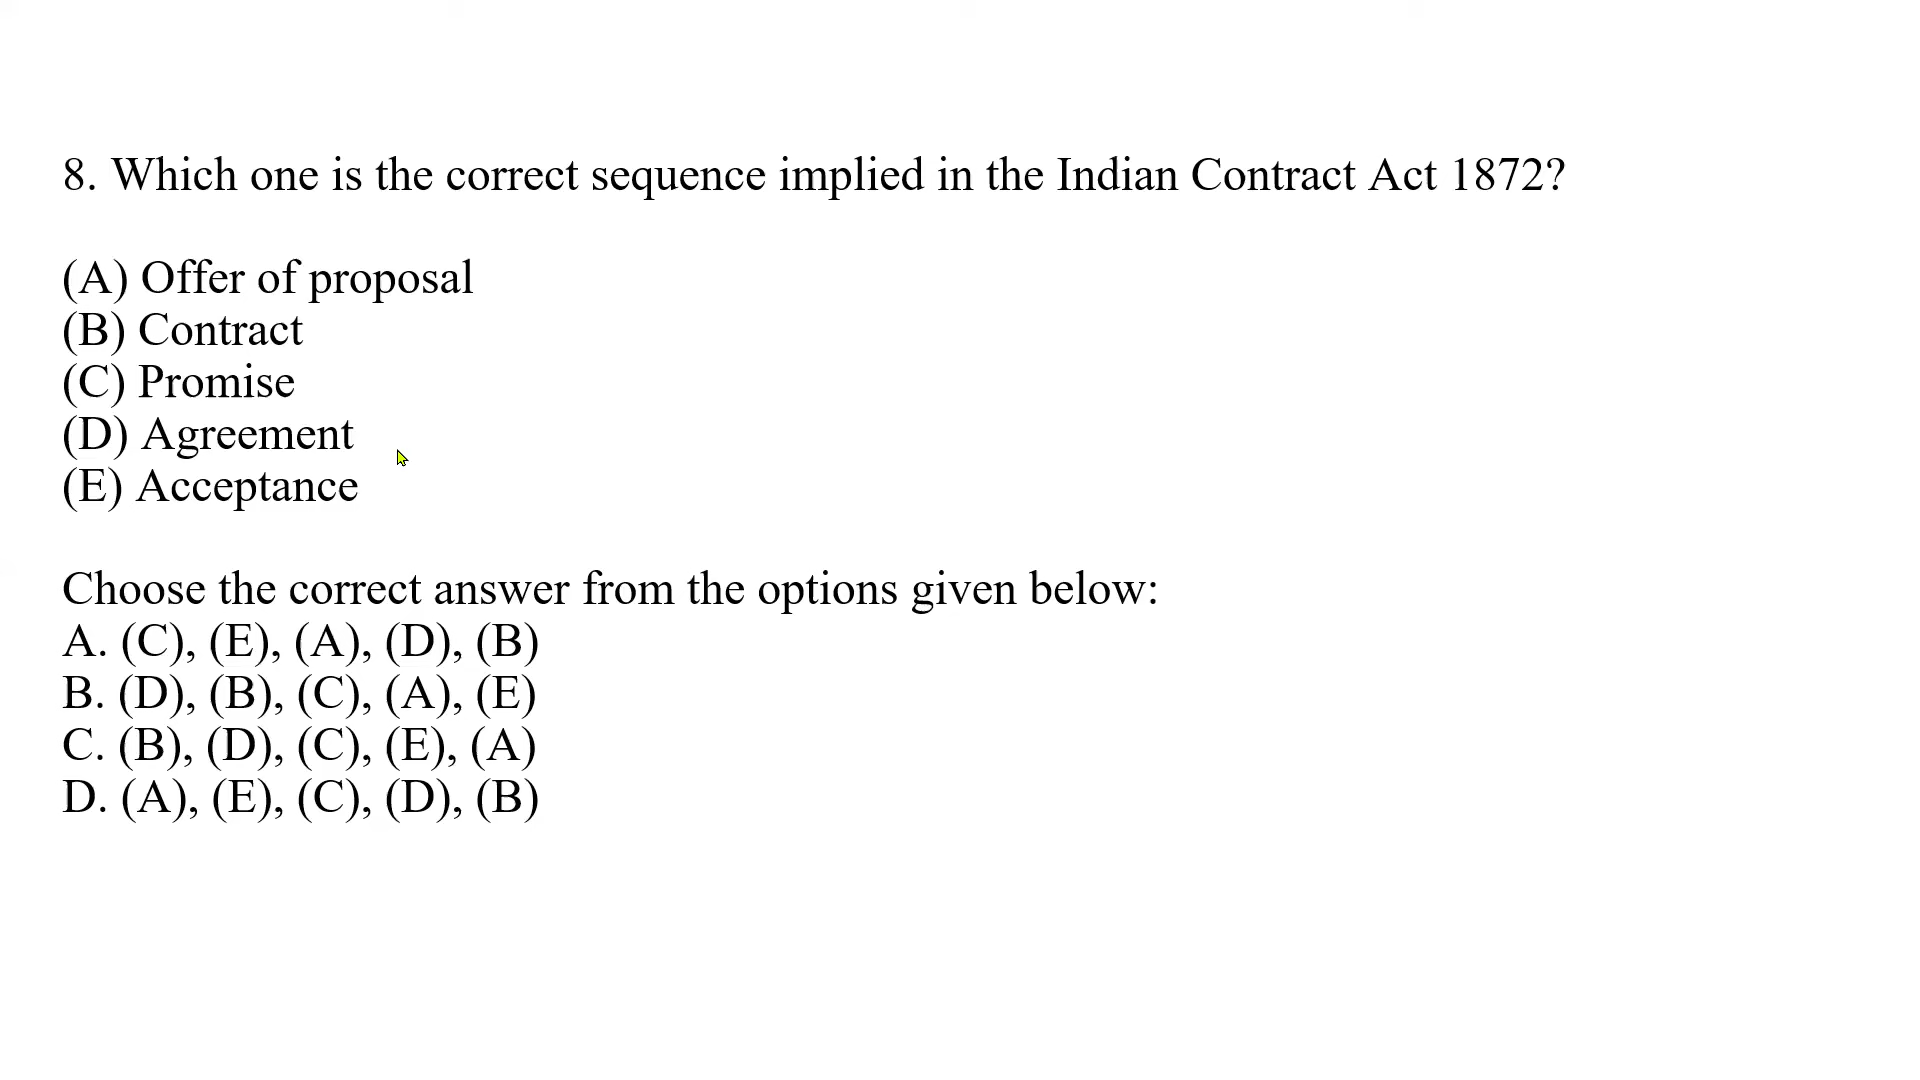 8. Which one is the correct sequence implied in the Indian Contract Act 1872?
(A) Offer of proposal
(B) Contract
(C) Promise
(D) Agreement
(E) Acceptance
Choose the correct answer from the options given below:
A. (C), (E), (A), (D), (B)
B. (D), (B), (C), (A), (E)
C. (B), (D), (C), (E), (A)
D. (A), (E), (C), (D), (B)